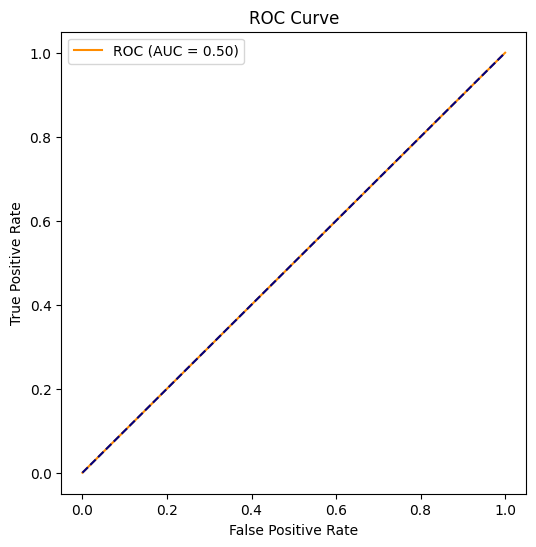 ROC Curve
ROC (AUC = 0.50)
True Positive Rate
1.0
0.8
0.6
0.4
0.2
0.0
0.0 0.2 0.4 0.6 0.8 1.0
False Positive Rate